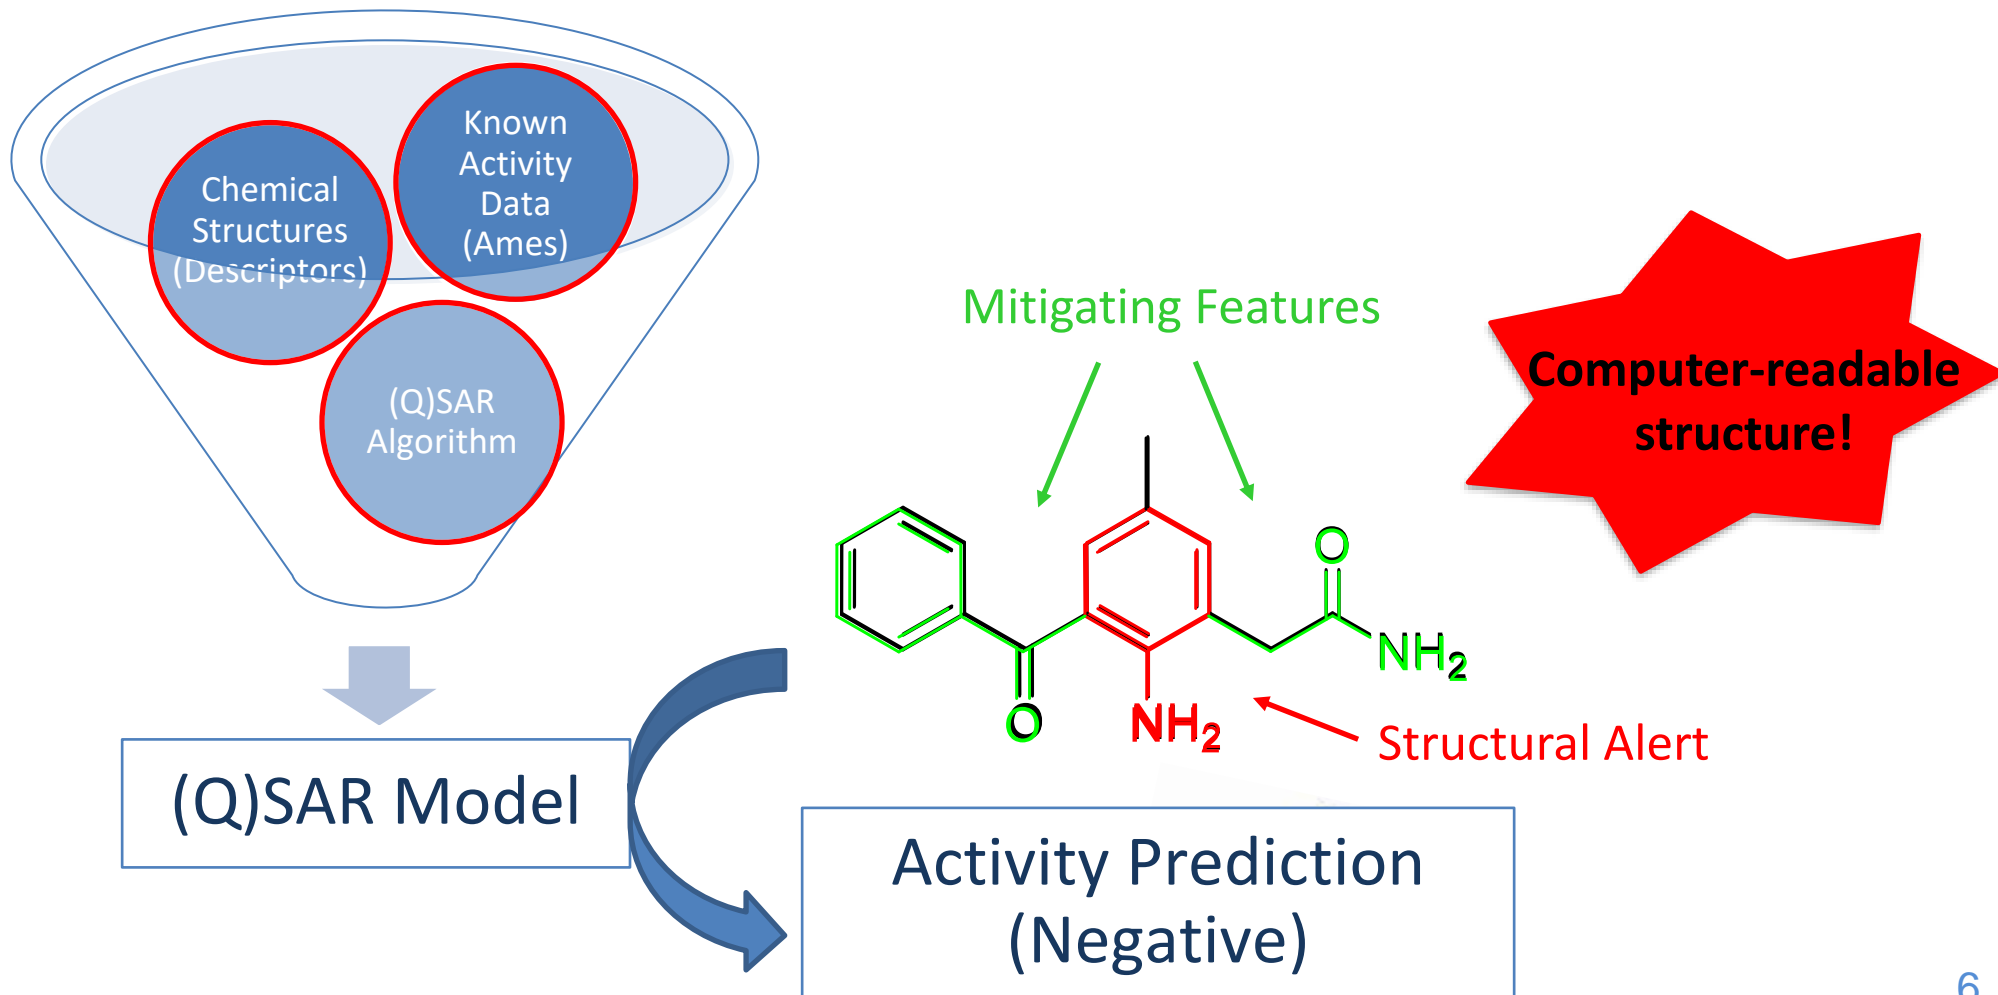 Known
Activity
Data
(Ames)
Chemical
Structures
(Descriptors)
(Q)SAR
Algorithm
Mitigating Features
Computer-readable
structure!
O
NH2
O
NH2
Structural Alert
(Q)SAR Model
Activity Prediction
(Negative)
6